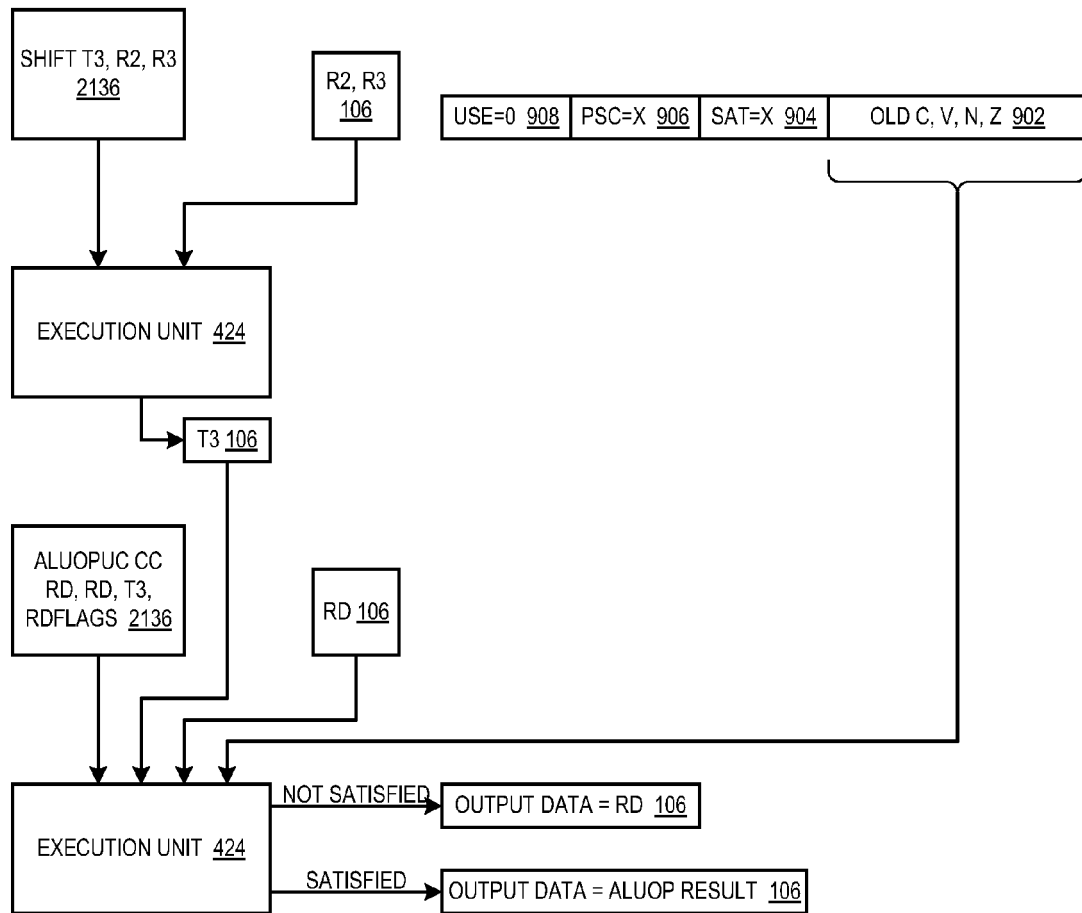 SHIFT T3, R2, R3
2136
R2, R3
106
USE=0 908 PSC=X 906 SAT=X 904 OLD C, V, N, Z 902
EXECUTION UNIT 424
T3 106
ALUOPUC CC
RD, RD, T3,
RDFLAGS 2136
RD 106
EXECUTION UNIT 424
NOT SATISFIED
OUTPUT DATA = RD 106
SATISFIED
OUTPUT DATA = ALUOP RESULT 106